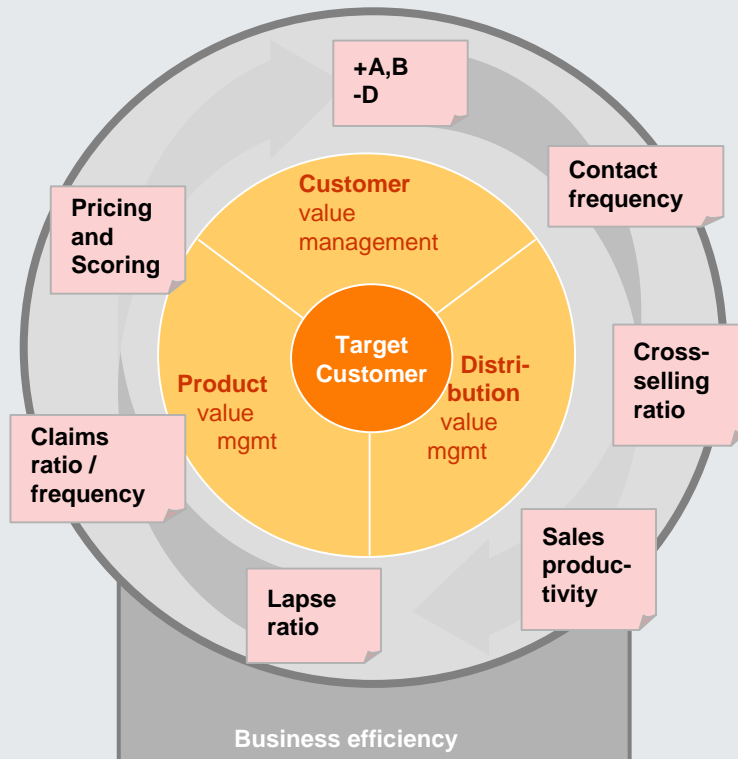 +A,B
-D
Contact
frequency
Pricing
and
Scoring
Customer
value
management
Target
Customer
Distri-
bution
value
mgmt
Product
value
mgmt
Cross-
selling
ratio
Claims
ratio /
frequency
Sales
produc-
tivity
Lapse
ratio
Business efficiency